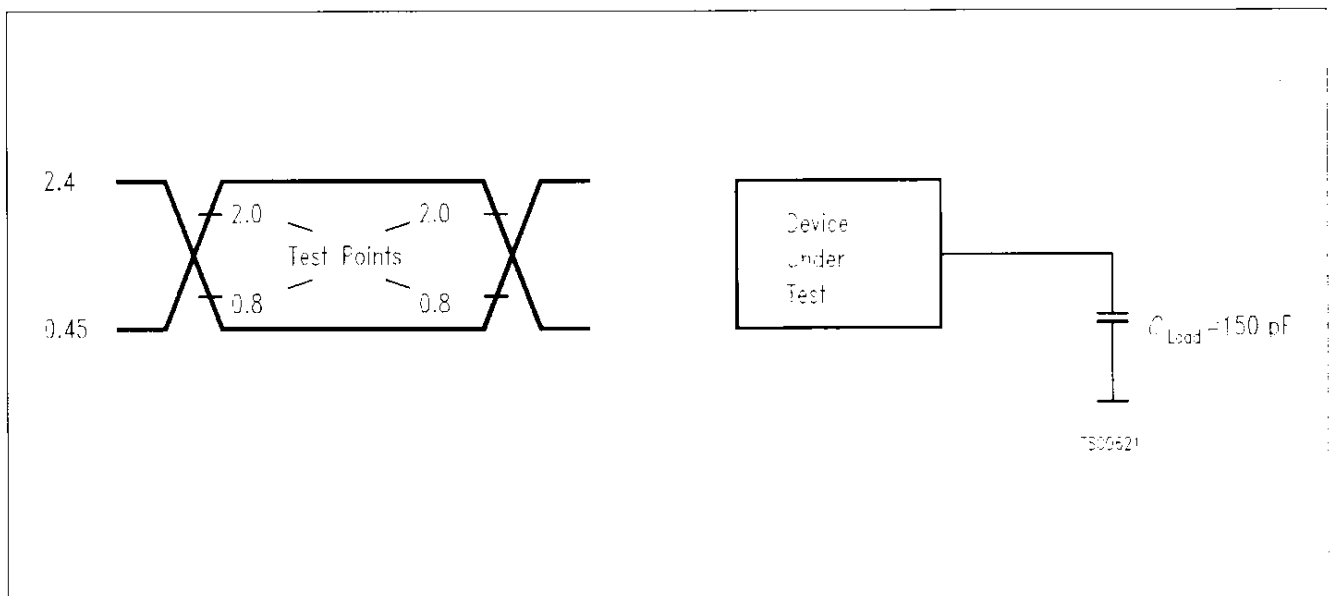 2.4
2.0
2.0
Test Points
0.8
0.8
0.45
Device
Under
Test
C Load = 150 pF